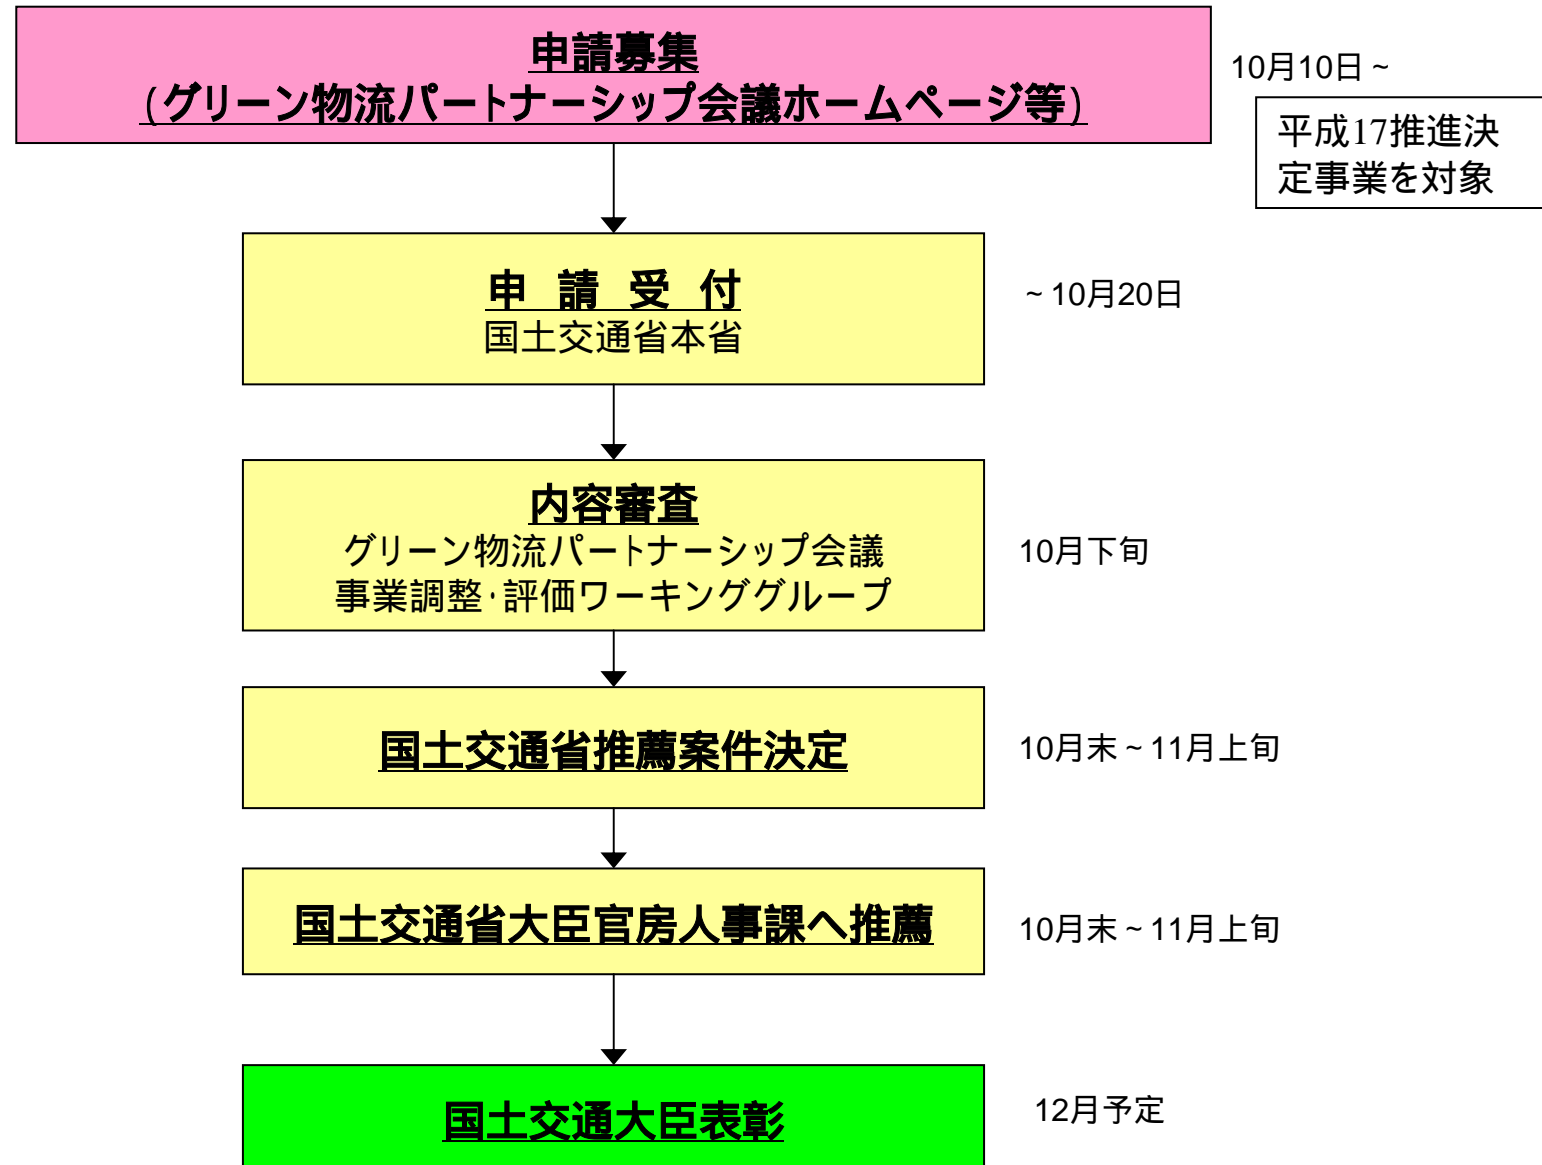 申請募集
(グリーン物流パートナーシップ会議ホームページ等)
10月10日~
平成17推進決
定事業を対象
申 請 受 付
国土交通省本省
~10月20日
内容審査
グリーン物流パートナーシップ会議
事業調整・評価ワーキンググループ
10月下旬
国土交通省推薦案件決定
10月末~11月上旬
国土交通省大臣官房人事課へ推薦
10月末~11月上旬
国土交通大臣表彰
12月予定